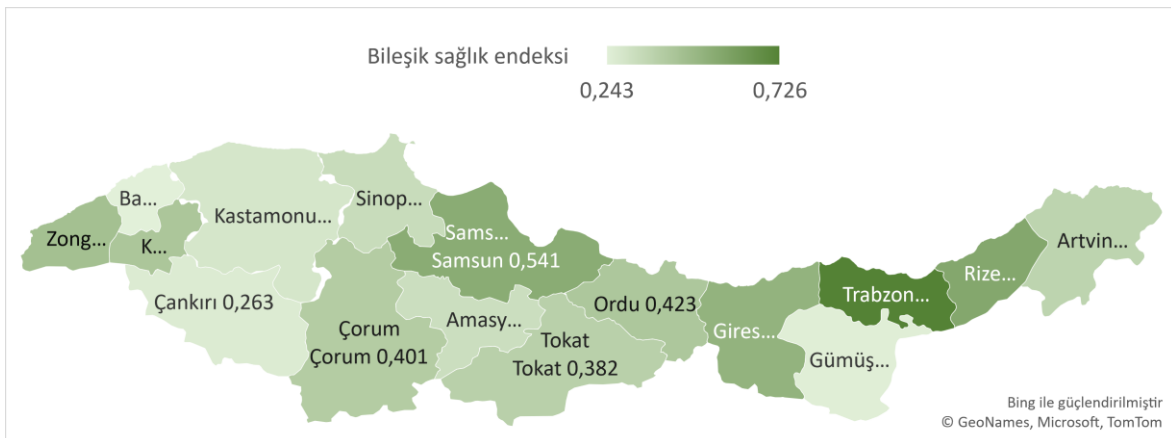 Bileşik sağlık endeksi
0,243 0,726
Ba...
Zong...
K...
Kastamonu...
Sinop...
Sams...
Samsun 0,541
Çankırı 0,263
Çorum
Çorum 0,401
Amasy...
Tokat
Tokat 0,382
Ordu 0,423
Gires...
Trabzon...
Gümüş...
Rize...
Artvin...
Bing ile güçlendirilmiştir
© GeoNames, Microsoft, TomTom